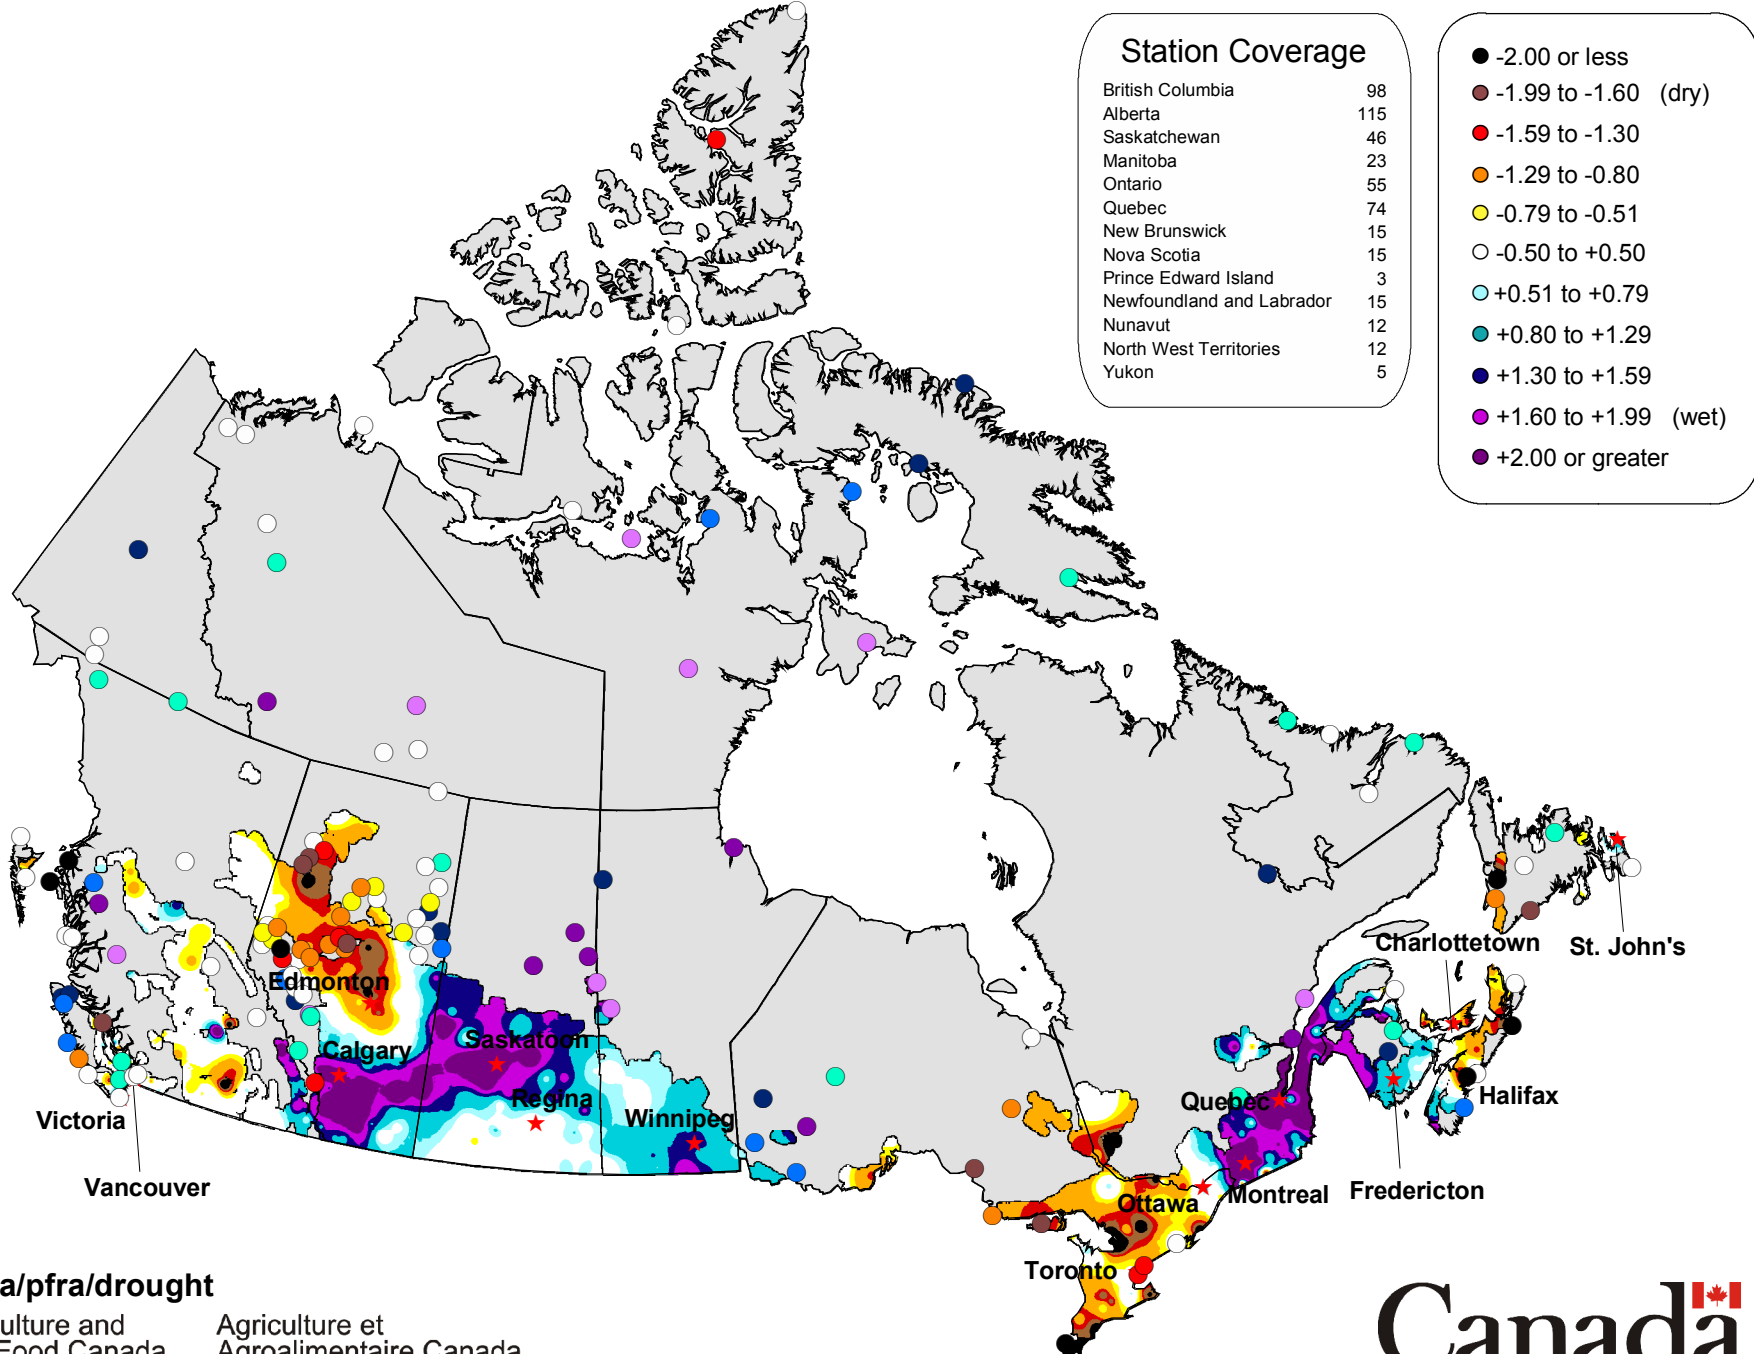 Station Coverage
British Columbia 98
Alberta 115
Saskatchewan 46
Manitoba 23
Ontario 55
Quebec 74
New Brunswick 15
Nova Scotia 15
Prince Edward Island 3
Newfoundland and Labrador 15
Nunavut 12
North West Territories 12
Yukon 5
-2.00 or less
-1.99 to -1.60 (dry)
-1.59 to -1.30
-1.29 to -0.80
-0.79 to -0.51
-0.50 to +0.50
+0.51 to +0.79
+0.80 to +1.29
+1.30 to +1.59
+1.60 to +1.99 (wet)
+2.00 or greater
Charlottetown
St. John's
Edmonton
Saskatoon
Calgary
Regina
Winnipeg
Victoria
Vancouver
Quebec
Halifax
Ottawa
Montreal
Fredericton
Toronto
a/pfra/drought
ulture and
Food Canada
Agriculture et
Agroalimentaire Canada
Canada